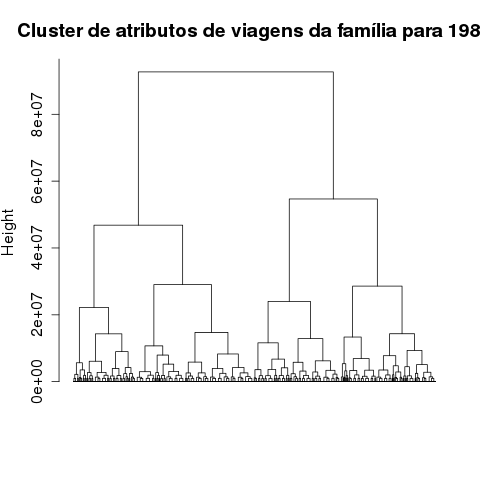 Cluster de atributos de viagens da família para 198
8e+07
6e+07
4e+07
2e+07
0e+00
Height